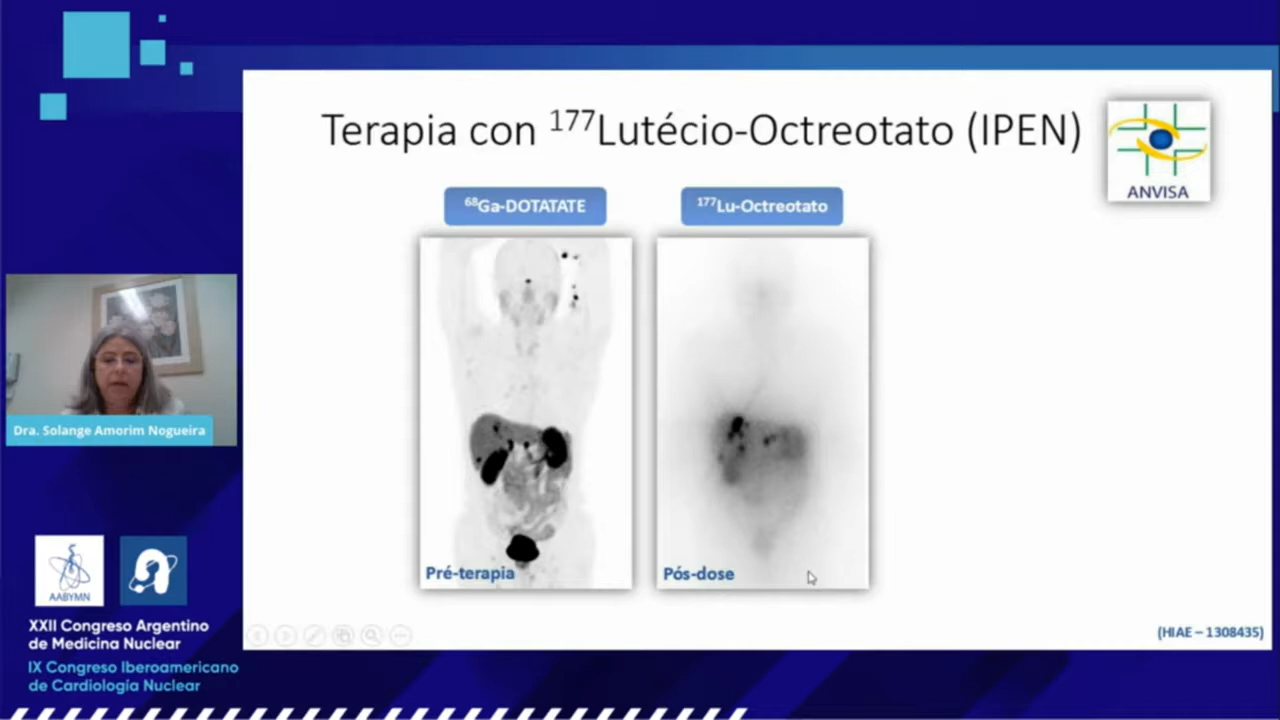 Terapia con ¹⁷⁷Lutécio-Octreotato (IPEN)
ANVISA
⁶⁸Ga-DOTATATE
¹⁷⁷Lu-Octreotato
Pré-terapia
Pós-dose
(HIAE – 1308435)
Dra. Solange Amorim Nogueira
AABYMN
XXII Congreso Argentino
de Medicina Nuclear
IX Congreso Iberoamericano
de Cardiología Nuclear